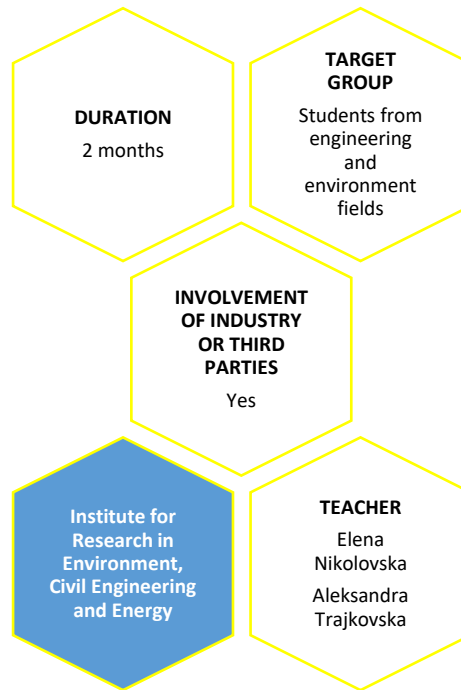 DURATION
2 months
TARGET
GROUP
Students from
engineering
and
environment
fields
INVOLVEMENT
OF INDUSTRY
OR THIRD
PARTIES
Yes
Institute for
Research in
Environment,
Civil Engineering
and Energy
TEACHER
Elena
Nikolovska
Aleksandra
Trajkovska